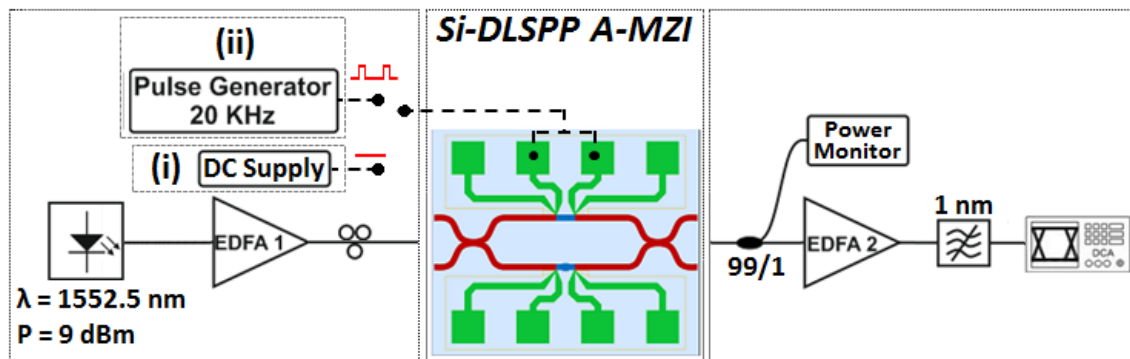 (ii)
Pulse Generator
20 KHz
(i)
DC Supply
EDFA 1
λ = 1552.5 nm
P = 9 dBm
Si-DLSPP A-MZI
Power
Monitor
99/1
EDFA 2
1 nm
DCA